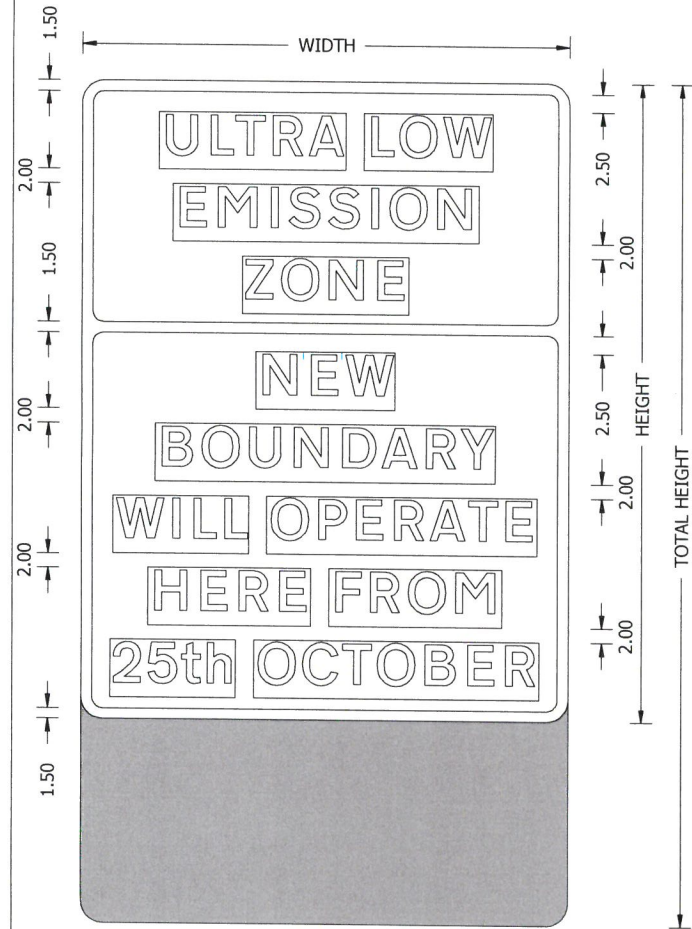 WIDTH
1.50
2.00
1.50
2.00
2.00
1.50
ULTRA LOW
EMISSION
ZONE
NEW
BOUNDARY
WILL OPERATE
HERE FROM
25th OCTOBER
2.50
2.00
2.50
2.00
2.00
HEIGHT
TOTAL HEIGHT